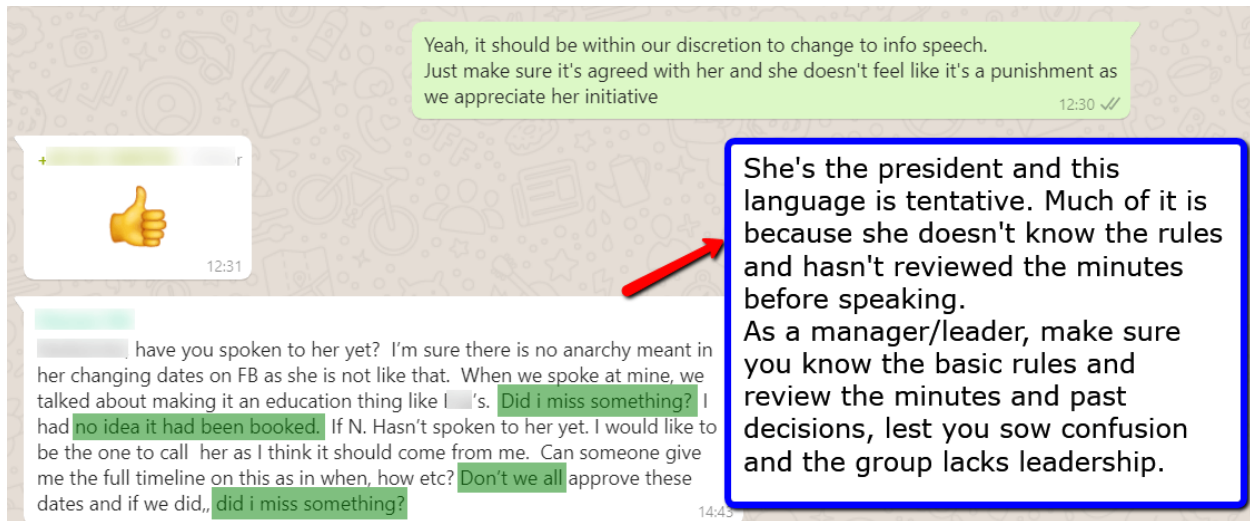 Yeah, it should be within our discretion to change to info speech.
Just make sure it's agreed with her and she doesn't feel like it's a punishment as
we appreciate her initiative
12:30
+
r
12:31
She's the president and this
language is tentative. Much of it is
because she doesn't know the rules
and hasn't reviewed the minutes
before speaking.
As a manager/leader, make sure
you know the basic rules and
review the minutes and past
decisions, lest you sow confusion
and the group lacks leadership.
, have you spoken to her yet? I'm sure there is no anarchy meant in
her changing dates on FB as she is not like that. When we spoke at mine, we
talked about making it an education thing like I 's. Did i miss something? I
had no idea it had been booked. If N. Hasn't spoken to her yet. I would like to
be the one to call her as I think it should come from me. Can someone give
me the full timeline on this as in when, how etc? Don't we all approve these
dates and if we did,, did i miss something?
14:43